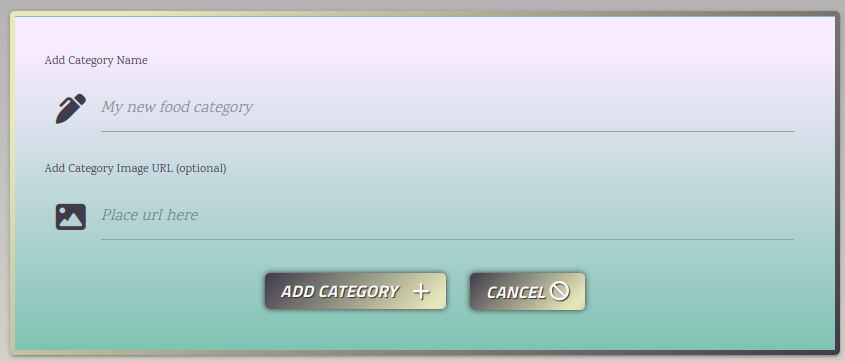 Add Category Name
My new food category
Add Category Image URL (optional)
Place url here
ADD CATEGORY
CANCEL